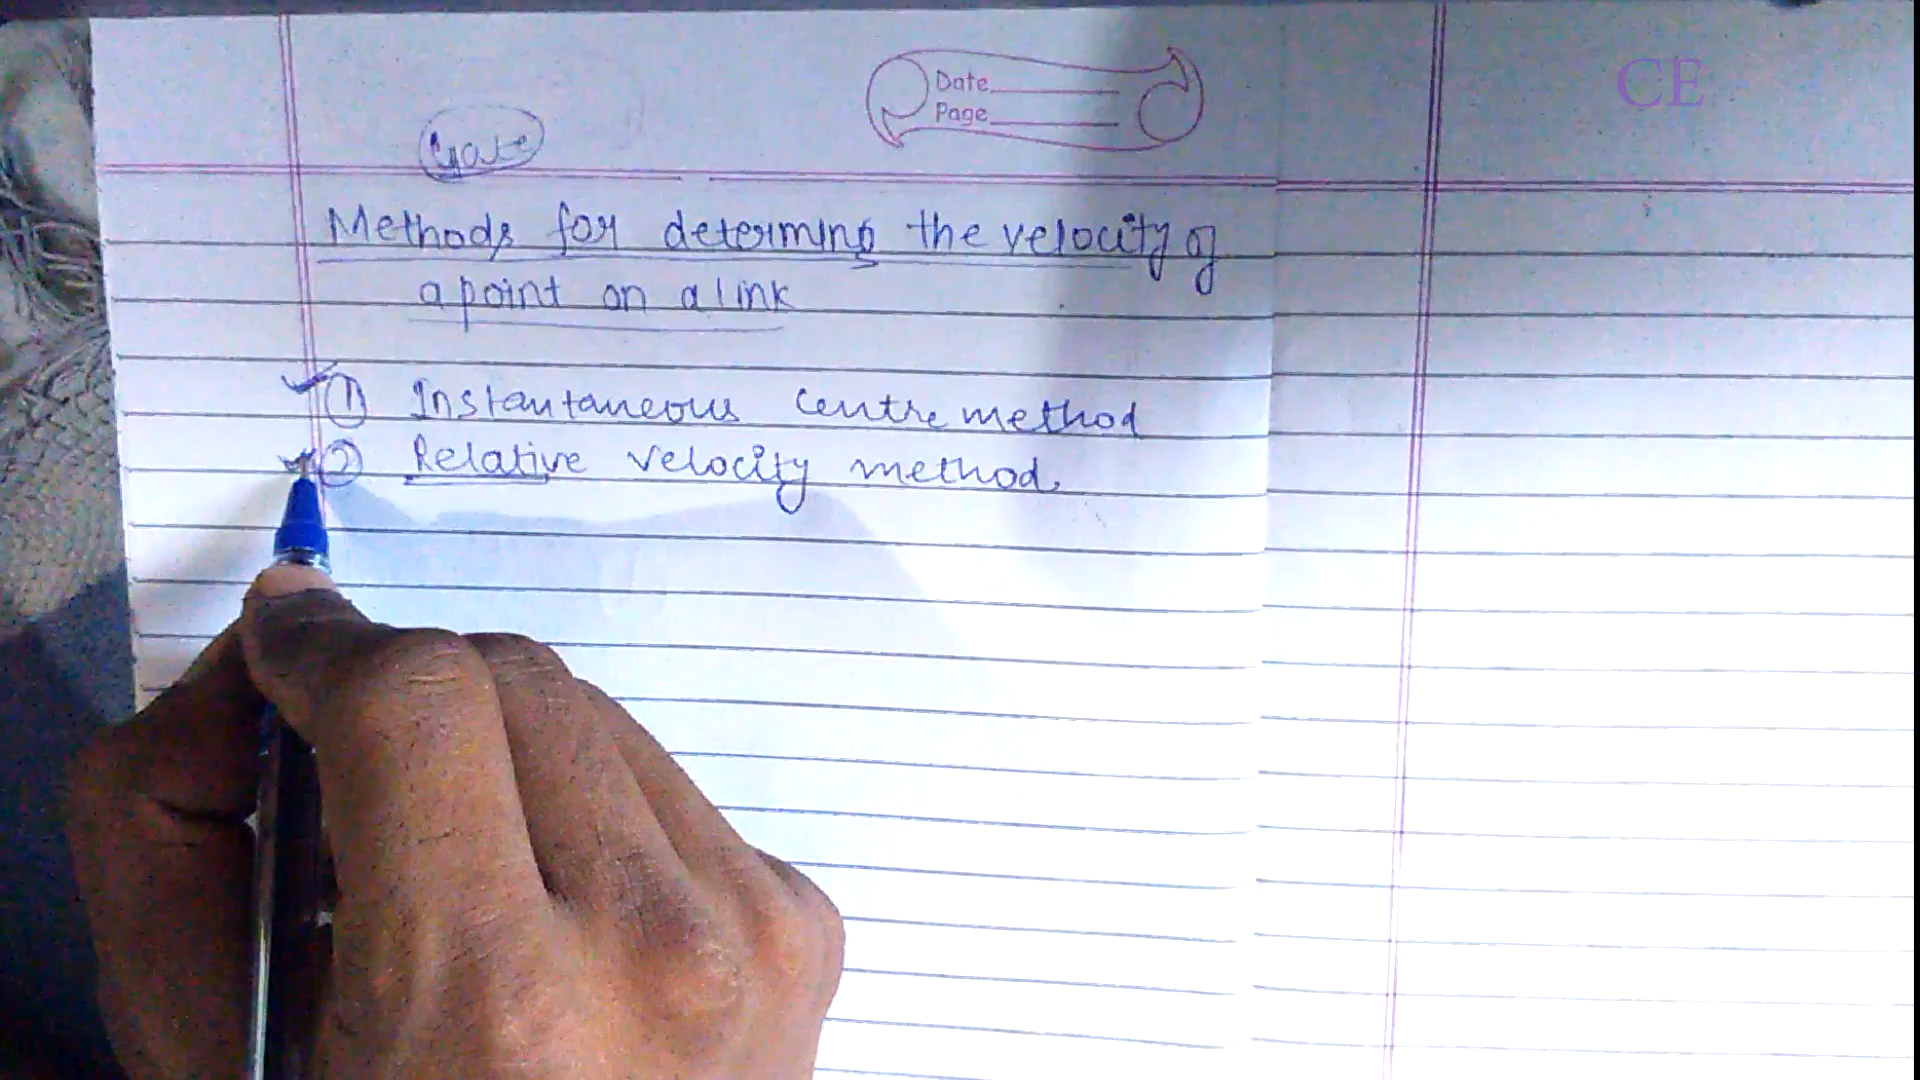 CE
Date
Page
Gate
Methods for determing the velocity of
a point on a link
① Instantaneous centre method
② Relative velocity method.